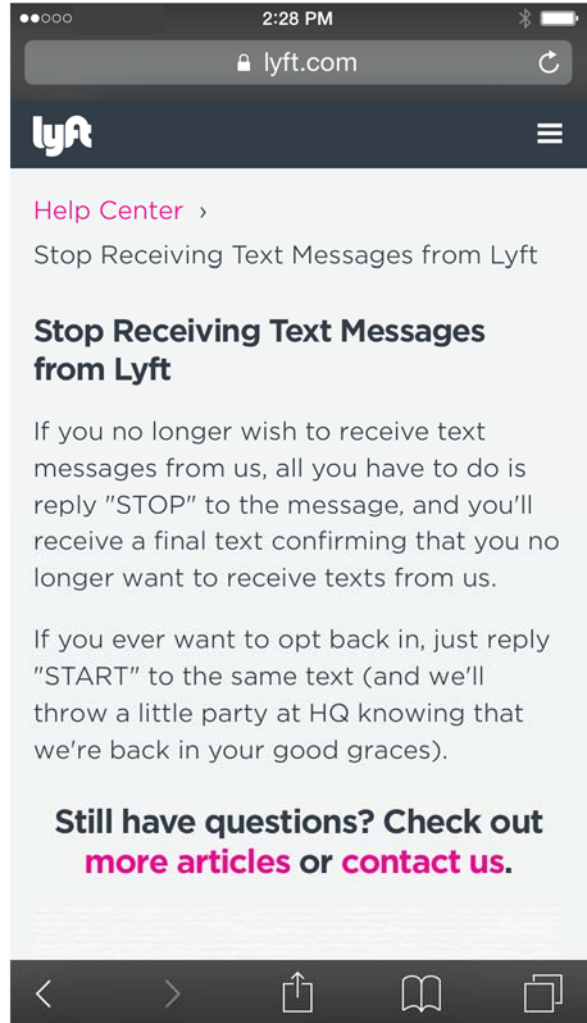 2:28 PM
lyft.com
lyft
Help Center ›
Stop Receiving Text Messages from Lyft
Stop Receiving Text Messages
from Lyft
If you no longer wish to receive text
messages from us, all you have to do is
reply "STOP" to the message, and you'll
receive a final text confirming that you no
longer want to receive texts from us.
If you ever want to opt back in, just reply
"START" to the same text (and we'll
throw a little party at HQ knowing that
we're back in your good graces).
Still have questions? Check out
more articles or contact us.